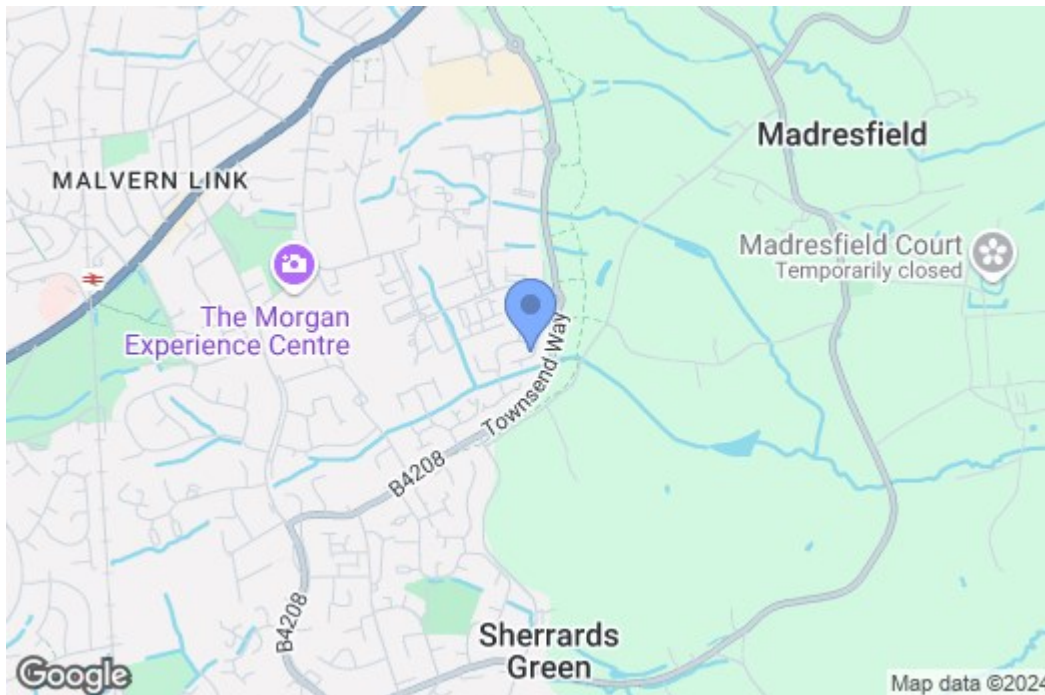 Madresfield
MALVERN LINK
Madresfield Court
Temporarily closed
The Morgan
Experience Centre
Townsend Way
B4208
B4208
Sherrards
Green
Google
Map data ©2024